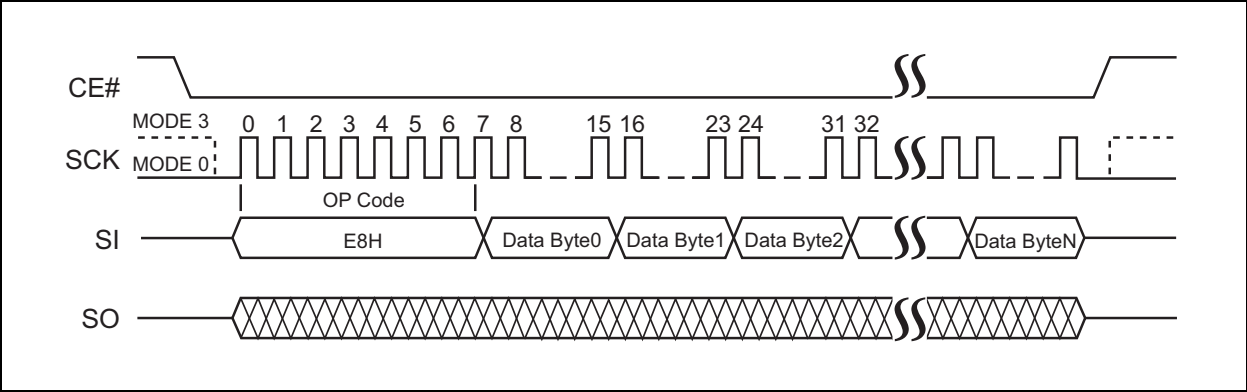 CE#
MODE 3
0 1 2 3 4 5 6 7 8 15 16 23 24 31 32
SCK
MODE 0
OP Code
SI
E8H Data Byte0 Data Byte1 Data Byte2 Data ByteN
SO